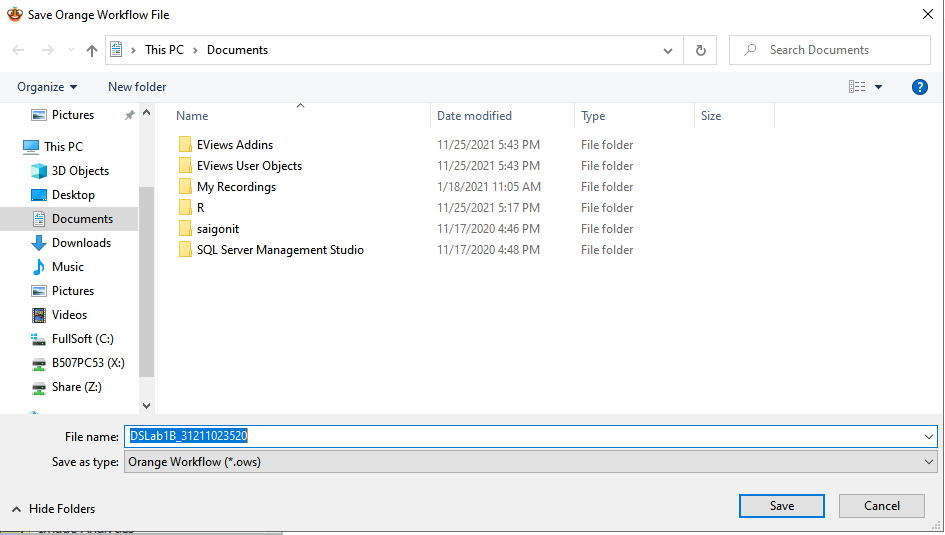 Save Orange Workflow File
This PC > Documents
Search Documents
Organize
New folder
Name Date modified Type Size
Pictures
This PC
3D Objects
Desktop
Documents
Downloads
Music
Pictures
Videos
FullSoft (C:)
B507PC53 (X:)
Share (Z:)
EViews Addins 11/25/2021 5:43 PM File folder
EViews User Objects 11/25/2021 5:43 PM File folder
My Recordings 1/18/2021 11:05 AM File folder
R 11/25/2021 5:17 PM File folder
saigonit 11/17/2020 4:46 PM File folder
SQL Server Management Studio 11/17/2020 4:48 PM File folder
File name: DSLab1B_31211023520
Save as type: Orange Workflow (*.ows)
Hide Folders
Save
Cancel